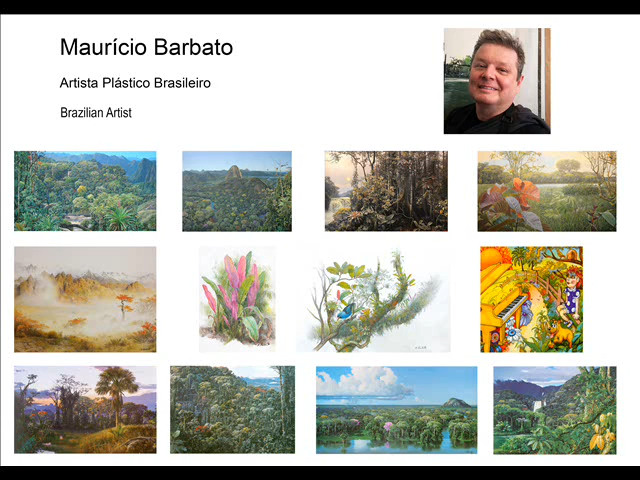 Maurício Barbato
Artista Plástico Brasileiro
Brazilian Artist